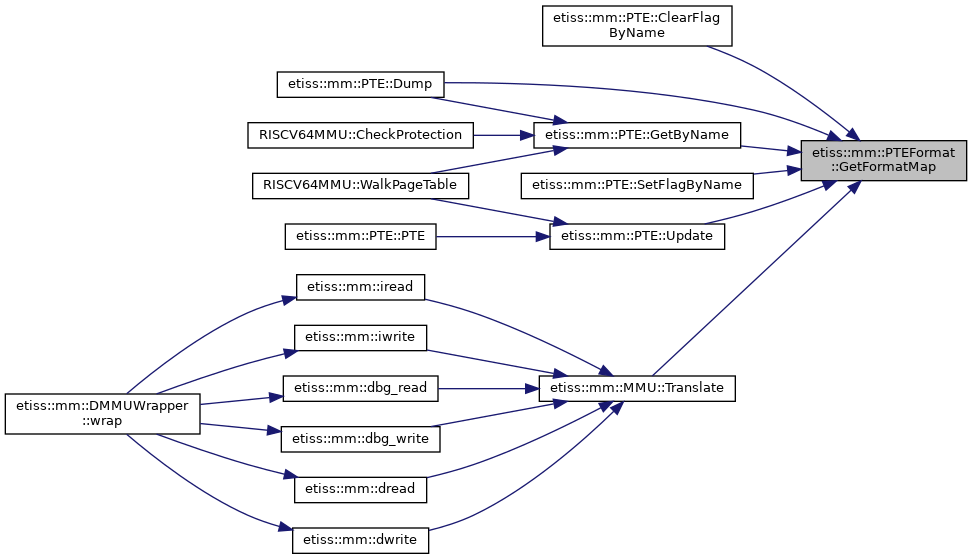 etiss::mm::PTE::ClearFlag
ByName
etiss::mm::PTE::Dump
RISCV64MMU::CheckProtection
etiss::mm::PTE::GetByName
etiss::mm::PTEFormat
::GetFormatMap
RISCV64MMU::WalkPageTable
etiss::mm::PTE::SetFlagByName
etiss::mm::PTE::PTE
etiss::mm::PTE::Update
etiss::mm::iread
etiss::mm::iwrite
etiss::mm::dbg_read
etiss::mm::MMU::Translate
etiss::mm::DMMUWrapper
::wrap
etiss::mm::dbg_write
etiss::mm::dread
etiss::mm::dwrite